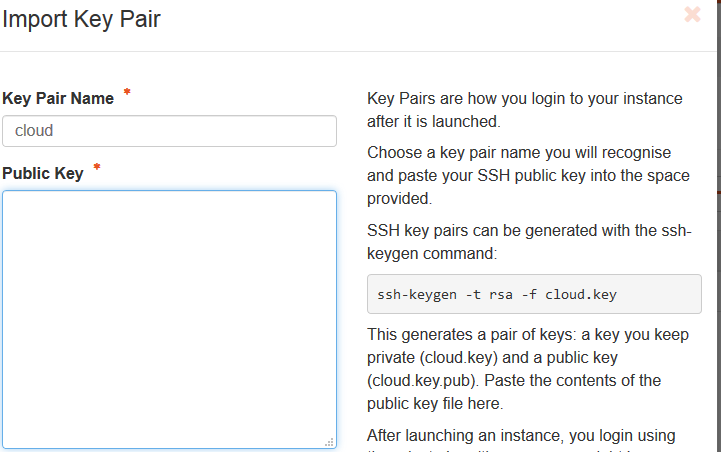 Import Key Pair
Key Pair Name *
cloud
Public Key *
Key Pairs are how you login to your instance
after it is launched.
Choose a key pair name you will recognise
and paste your SSH public key into the space
provided.
SSH key pairs can be generated with the ssh-
keygen command:
ssh-keygen -t rsa -f cloud.key
This generates a pair of keys: a key you keep
private (cloud.key) and a public key
(cloud.key.pub). Paste the contents of the
public key file here.
After launching an instance, you login using